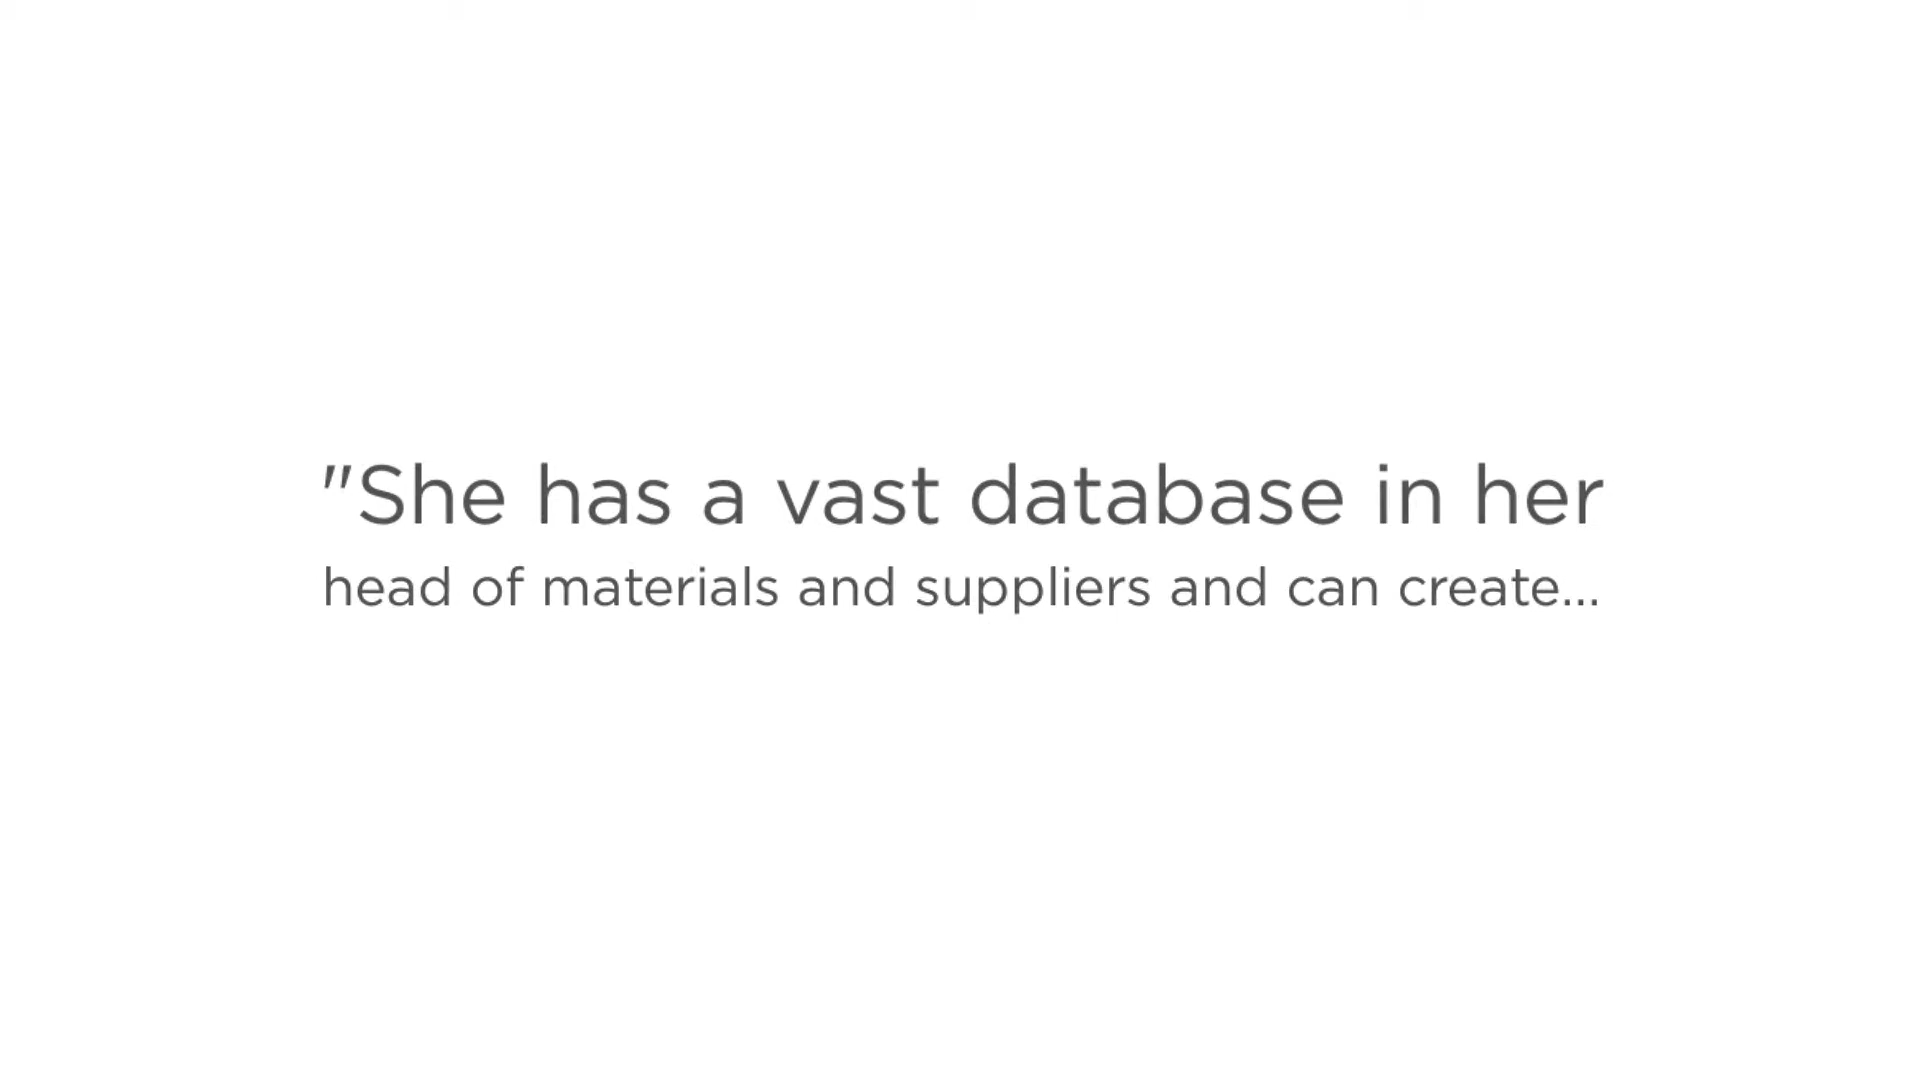 "She has a vast database in her
head of materials and suppliers and can create...